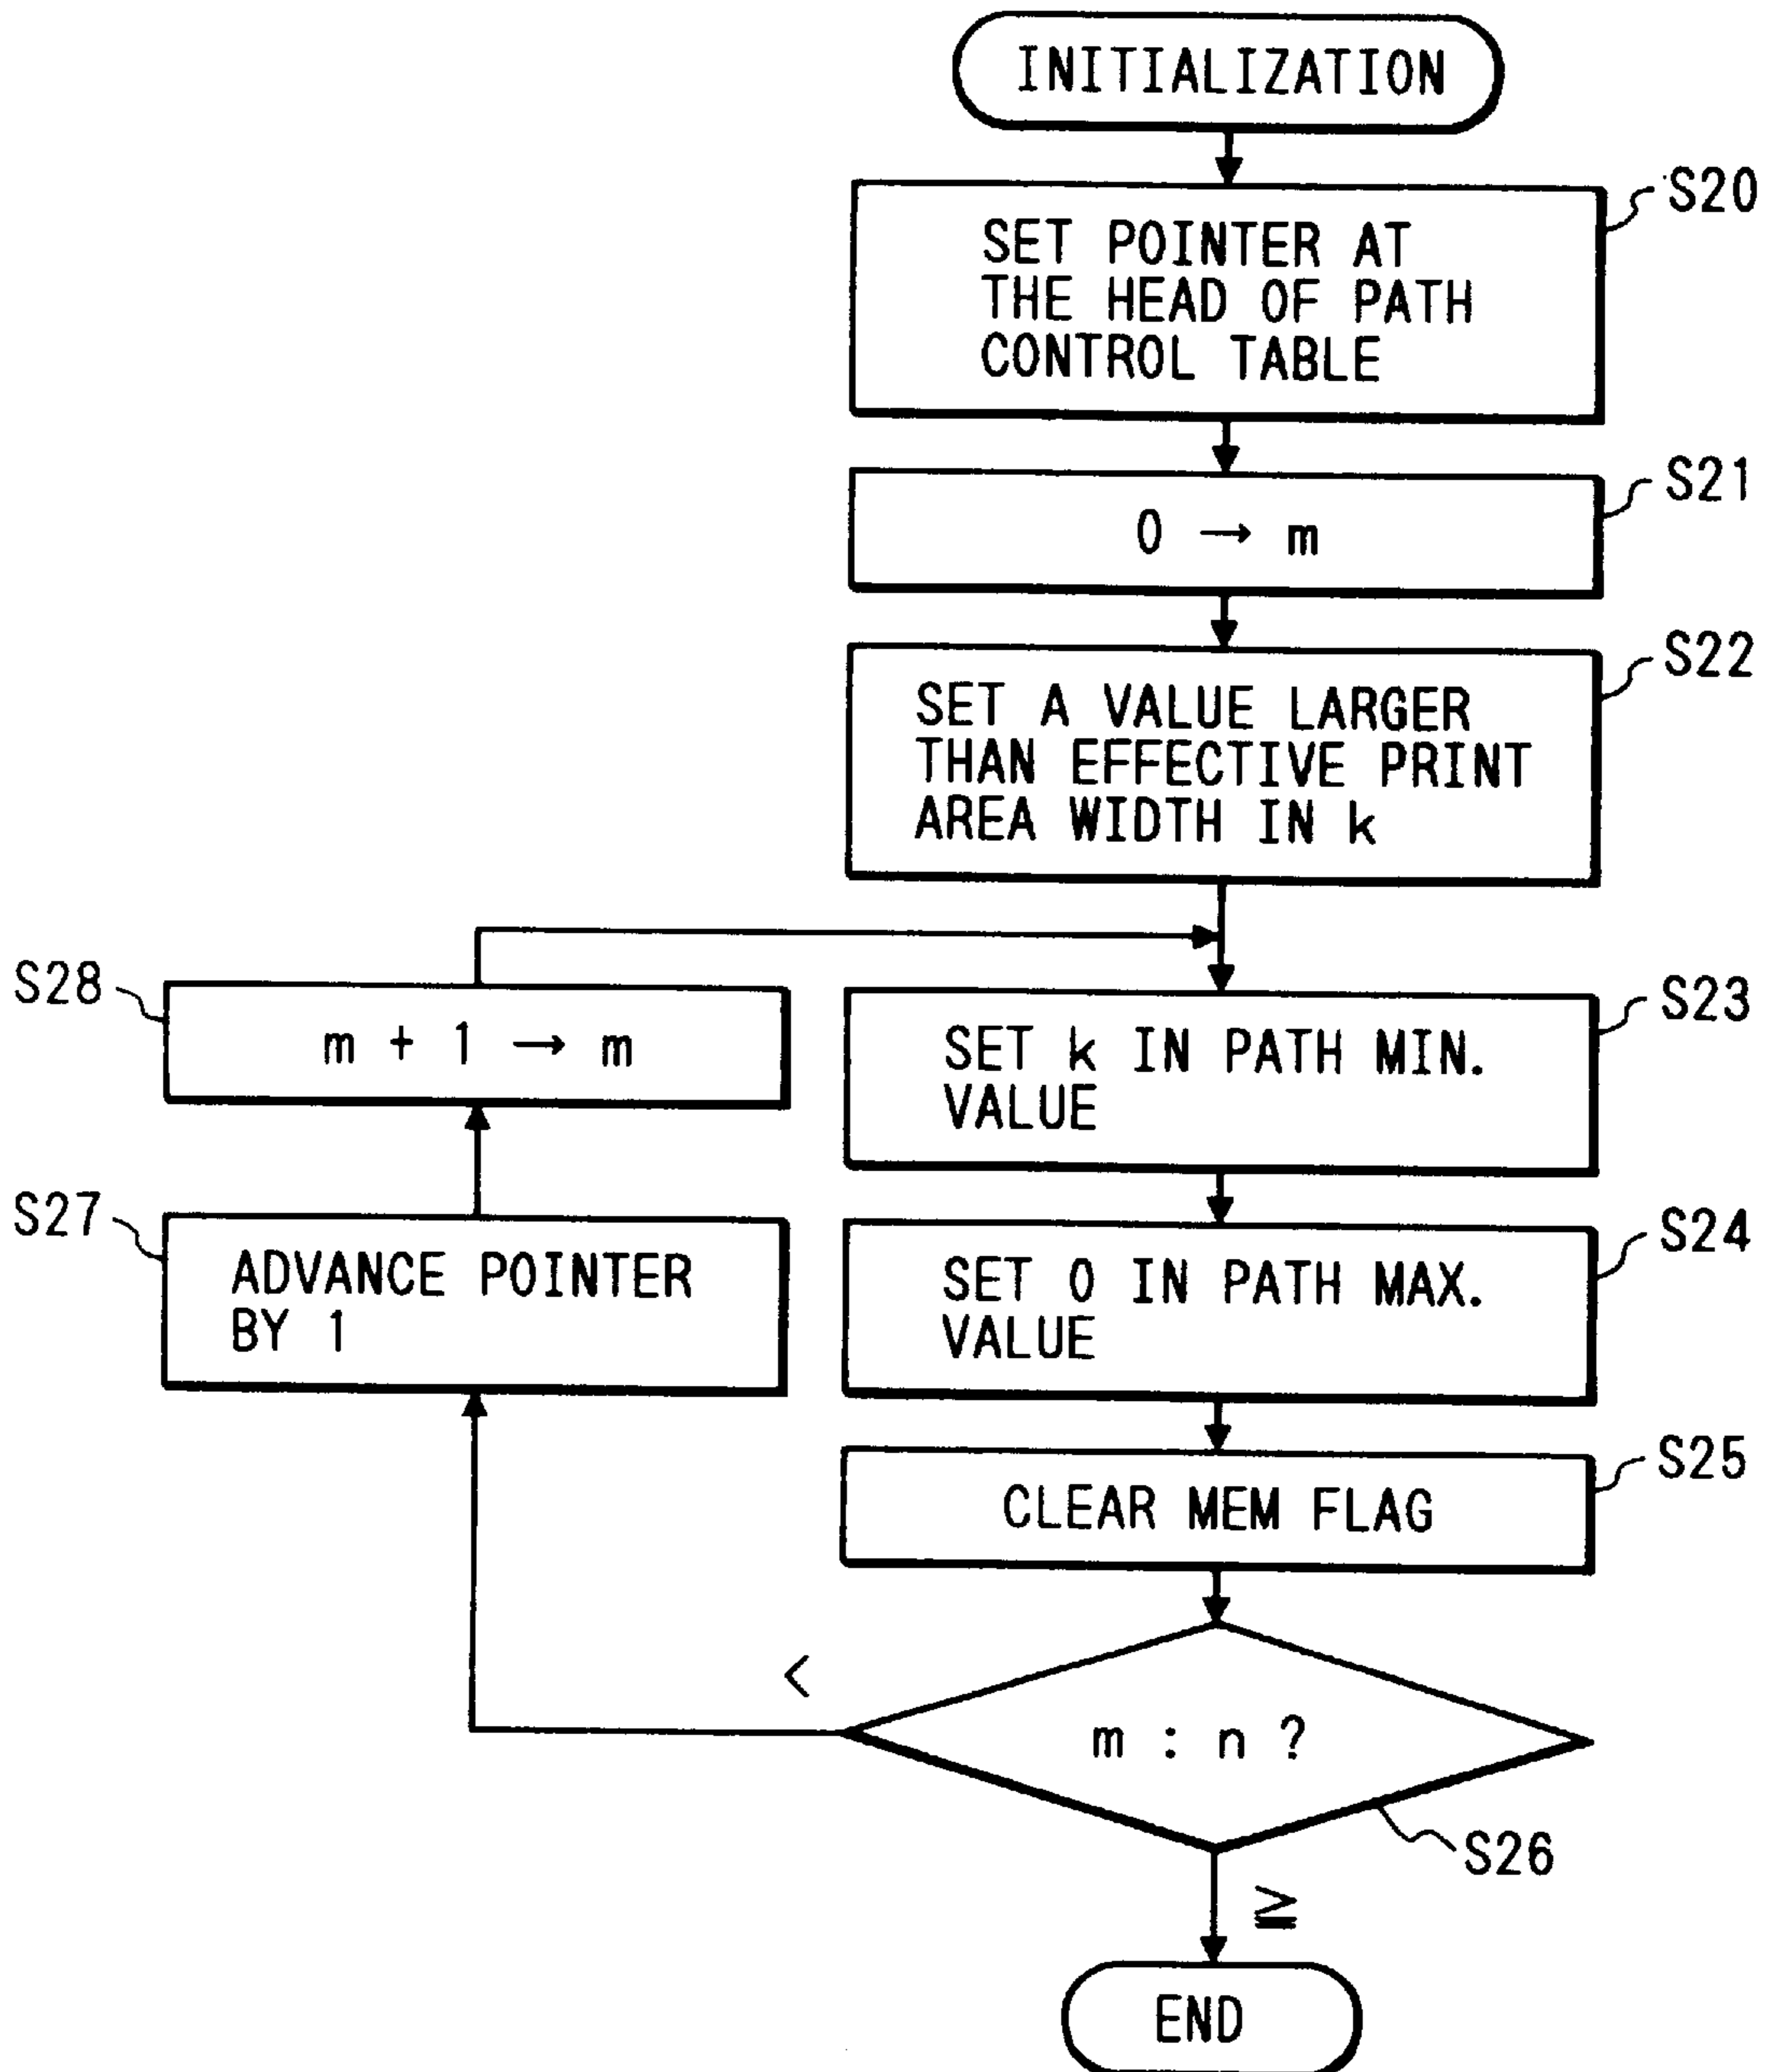 INITIALIZATION
S20
SET POINTER AT
THE HEAD OF PATH
CONTROL TABLE
S21
0 → m
S22
SET A VALUE LARGER
THAN EFFECTIVE PRINT
AREA WIDTH IN k
S28
m + 1 → m
S23
SET k IN PATH MIN.
VALUE
S27
ADVANCE POINTER
BY 1
S24
SET 0 IN PATH MAX.
VALUE
S25
CLEAR MEM FLAG
<
m : n ?
S26
≧
END